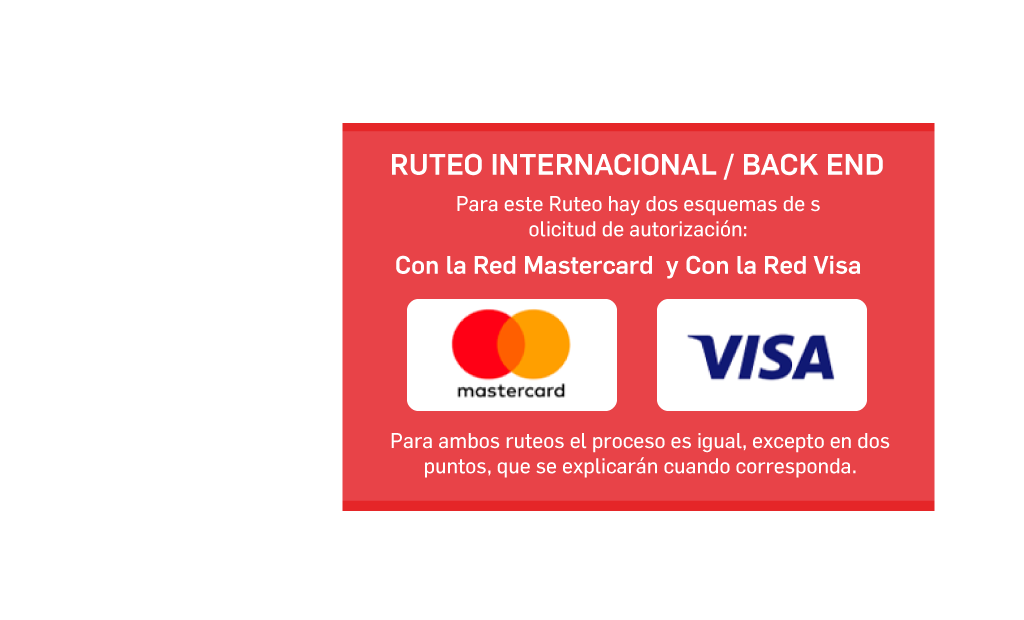 RUTEO INTERNACIONAL / BACK END
Para este Ruteo hay dos esquemas de s
olicitud de autorización:
Con la Red Mastercard  y Con la Red Visa
mastercard
VISA
Para ambos ruteos el proceso es igual, excepto en dos
puntos, que se explicarán cuando corresponda.